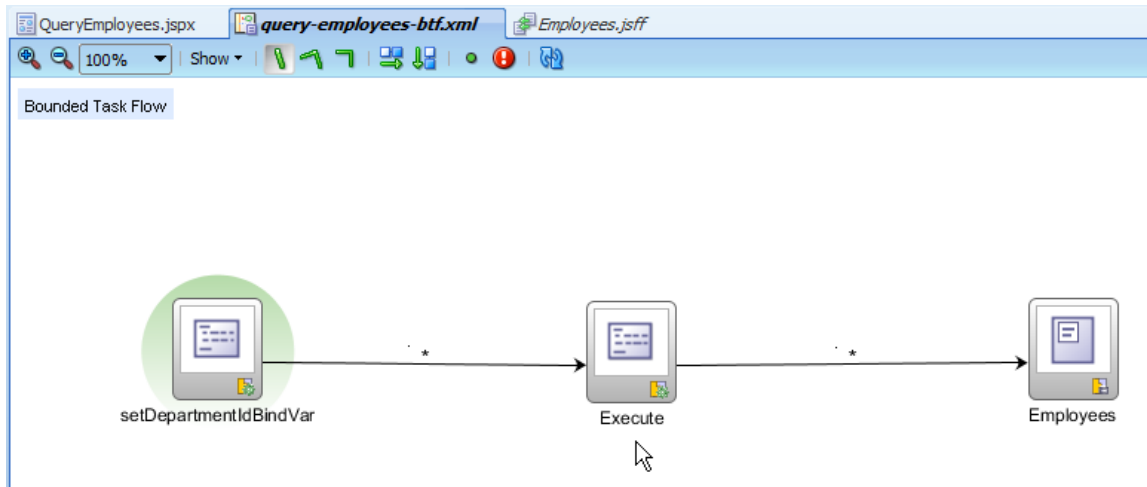 QueryEmployees.jspx query-employees-btf.xml Employees.jsff
100% Show
Bounded Task Flow
* *
setDepartmentIdBindVar Execute Employees